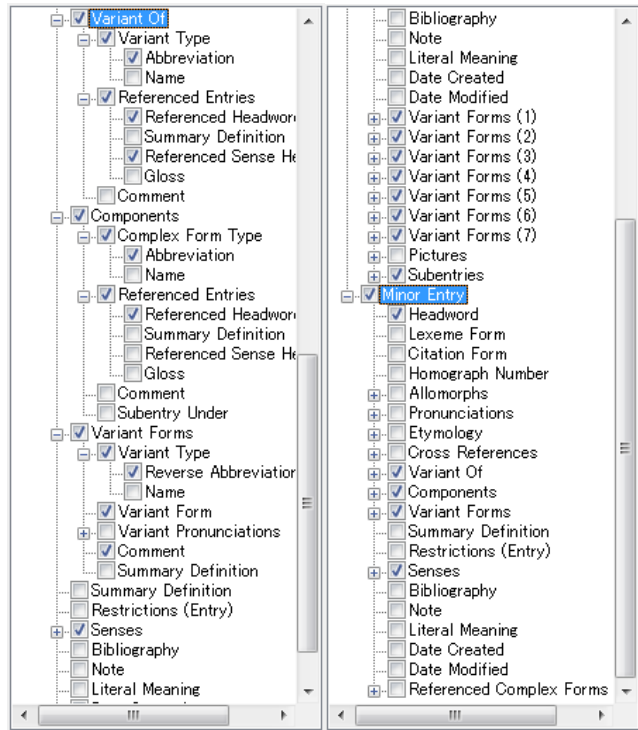 Variant Of
Variant Type
Abbreviation
Name
Referenced Entries
Referenced Headwor
Summary Definition
Referenced Sense He
Gloss
Comment
Components
Complex Form Type
Abbreviation
Name
Referenced Entries
Referenced Headwor
Summary Definition
Referenced Sense He
Gloss
Comment
Subentry Under
Variant Forms
Variant Type
Reverse Abbreviation
Name
Variant Form
Variant Pronunciations
Comment
Summary Definition
Summary Definition
Restrictions (Entry)
Senses
Bibliography
Note
Literal Meaning
Bibliography
Note
Literal Meaning
Date Created
Date Modified
Variant Forms (1)
Variant Forms (2)
Variant Forms (3)
Variant Forms (4)
Variant Forms (5)
Variant Forms (6)
Variant Forms (7)
Pictures
Subentries
Minor Entry
Headword
Lexeme Form
Citation Form
Homograph Number
Allomorphs
Pronunciations
Etymology
Cross References
Variant Of
Components
Variant Forms
Summary Definition
Restrictions (Entry)
Senses
Bibliography
Note
Literal Meaning
Date Created
Date Modified
Referenced Complex Forms